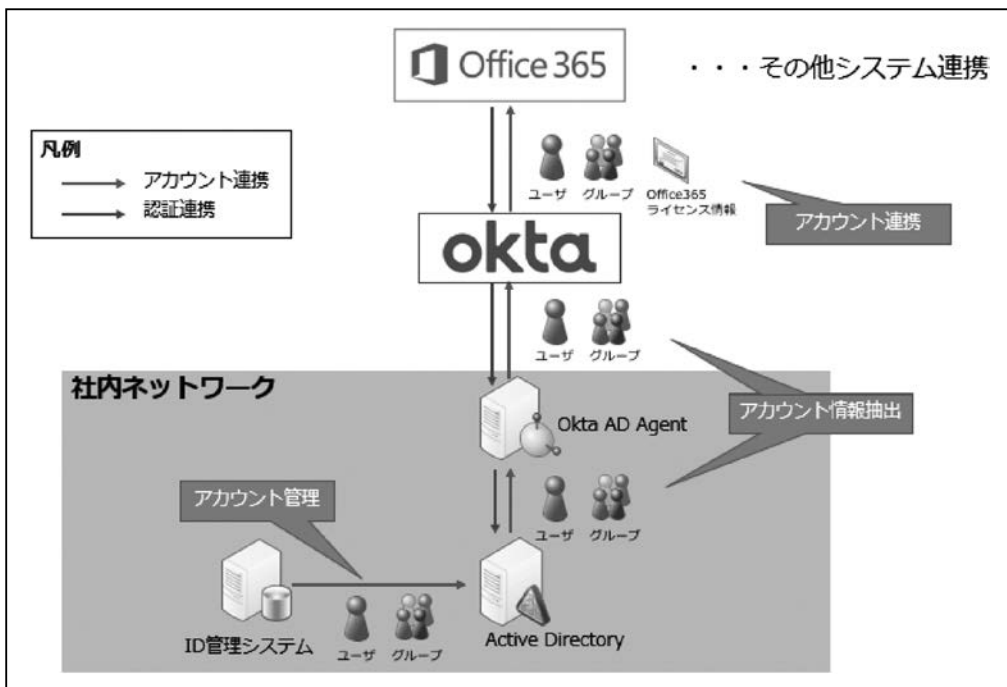 Office 365
・・・その他システム連携
凡例
アカウント連携
認証連携
ユーザ グループ Office365
ライセンス情報
アカウント連携
okta
ユーザ グループ
社内ネットワーク
Okta AD Agent
アカウント情報抽出
アカウント管理
ユーザ グループ
ID管理システム
ユーザ グループ
Active Directory